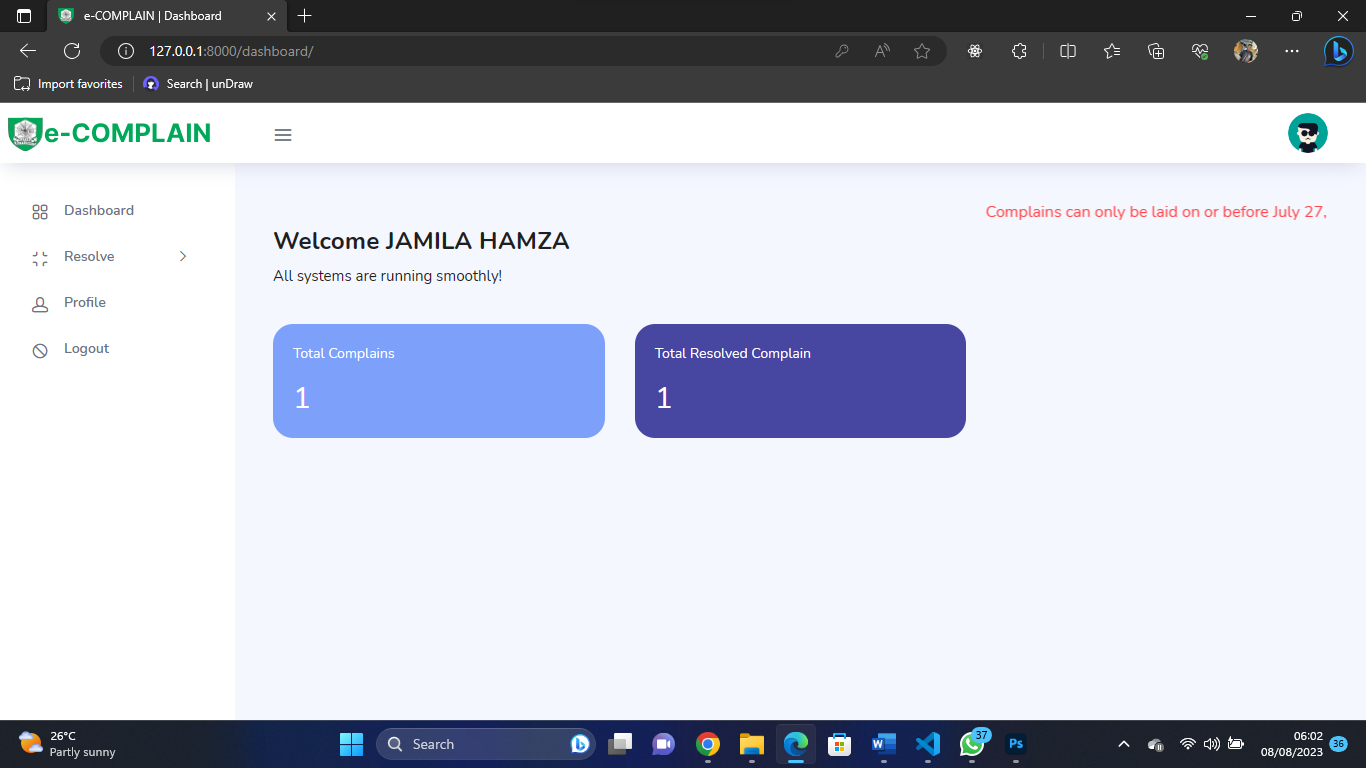 e-COMPLAIN | Dashboard
127.0.0.1:8000/dashboard/
Import favorites
Search | unDraw
e-COMPLAIN
Complains can only be laid on or before July 27,
Dashboard
Resolve
Profile
Logout
Welcome JAMILA HAMZA
All systems are running smoothly!
Total Complains
1
Total Resolved Complain
1
26°C
Partly sunny
Search
37
Ps
06:02
08/08/2023
36